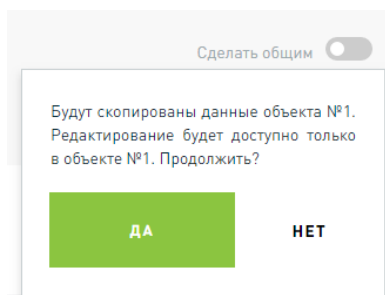 Сделать общим
Будут скопированы данные объекта №1.
Редактирование будет доступно только
в объекте №1. Продолжить?
ДА НЕТ